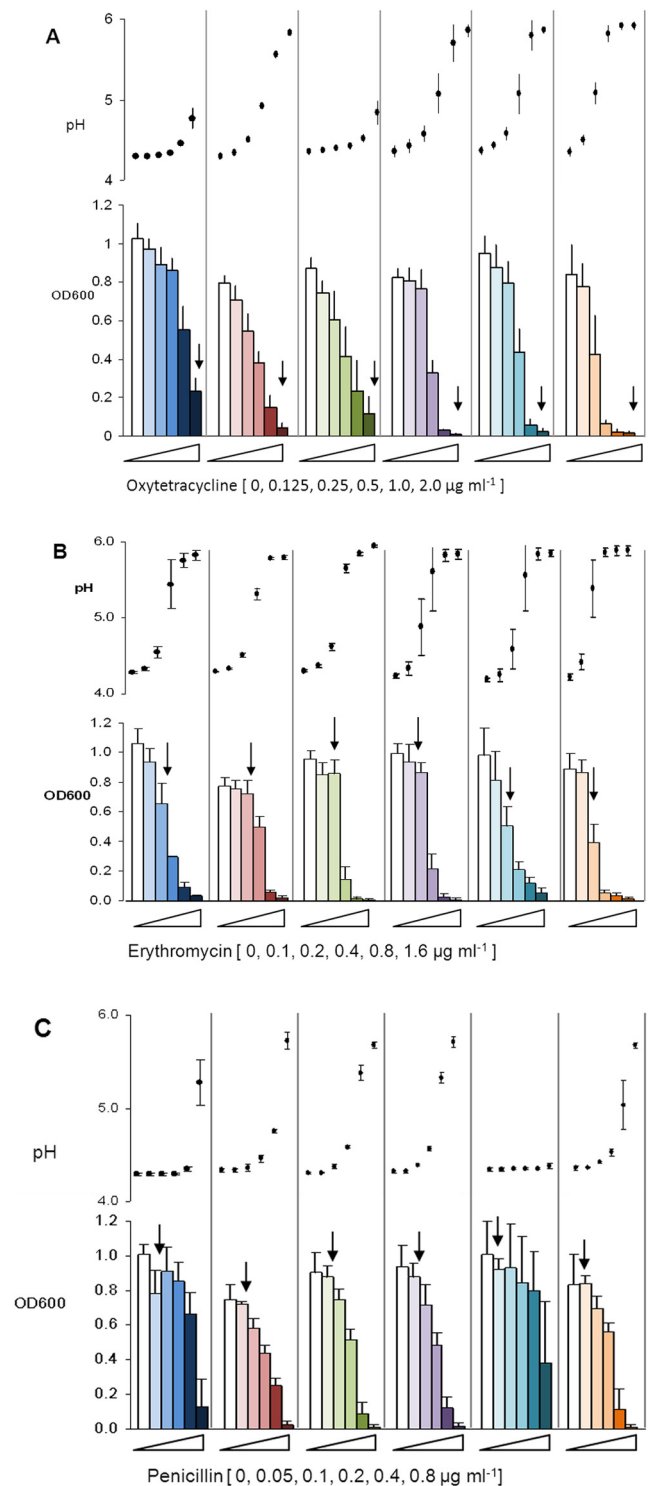 A
6
pH
5
4
1.2
1
0.8
OD600
0.6
0.4
0.2
0
Oxytetracycline [ 0, 0.125, 0.25, 0.5, 1.0, 2.0 µg ml-1 ]
B
6.0
pH
5.0
4.0
1.2
1.0
0.8
OD600
0.6
0.4
0.2
0.0
Erythromycin [ 0, 0.1, 0.2, 0.4, 0.8, 1.6 µg ml-1 ]
C
6.0
5.0
pH
4.0
1.2
1.0
0.8
OD600
0.6
0.4
0.2
0.0
Penicillin [ 0, 0.05, 0.1, 0.2, 0.4, 0.8 µg ml-1]